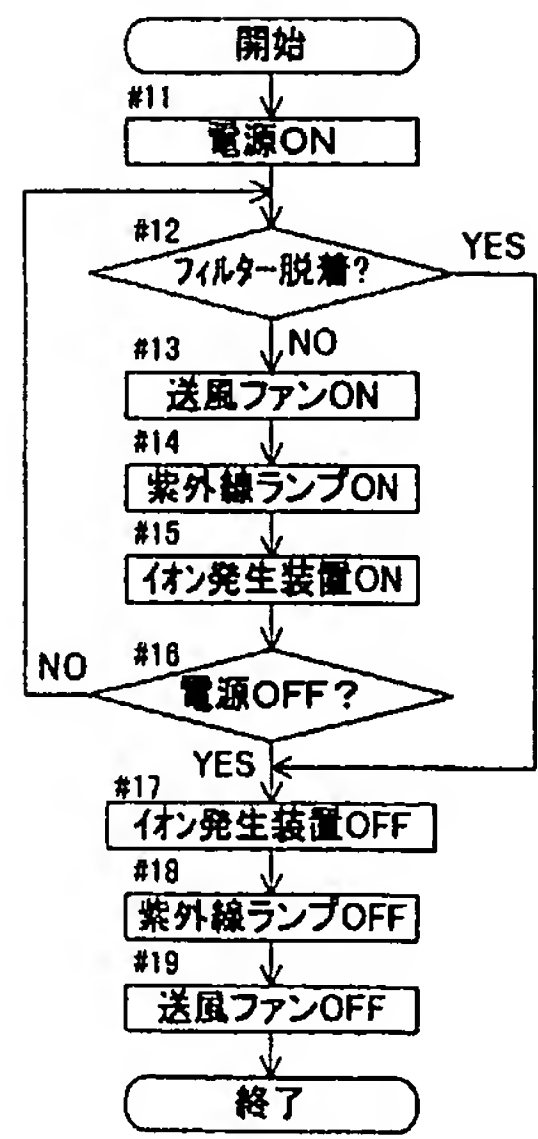 開始
#11
電源ON
#12
フィルター脱着?
YES
NO
#13
送風ファンON
#14
紫外線ランプON
#15
イオン発生装置ON
#16
NO
電源OFF?
YES
#17
イオン発生装置OFF
#18
紫外線ランプOFF
#19
送風ファンOFF
終了